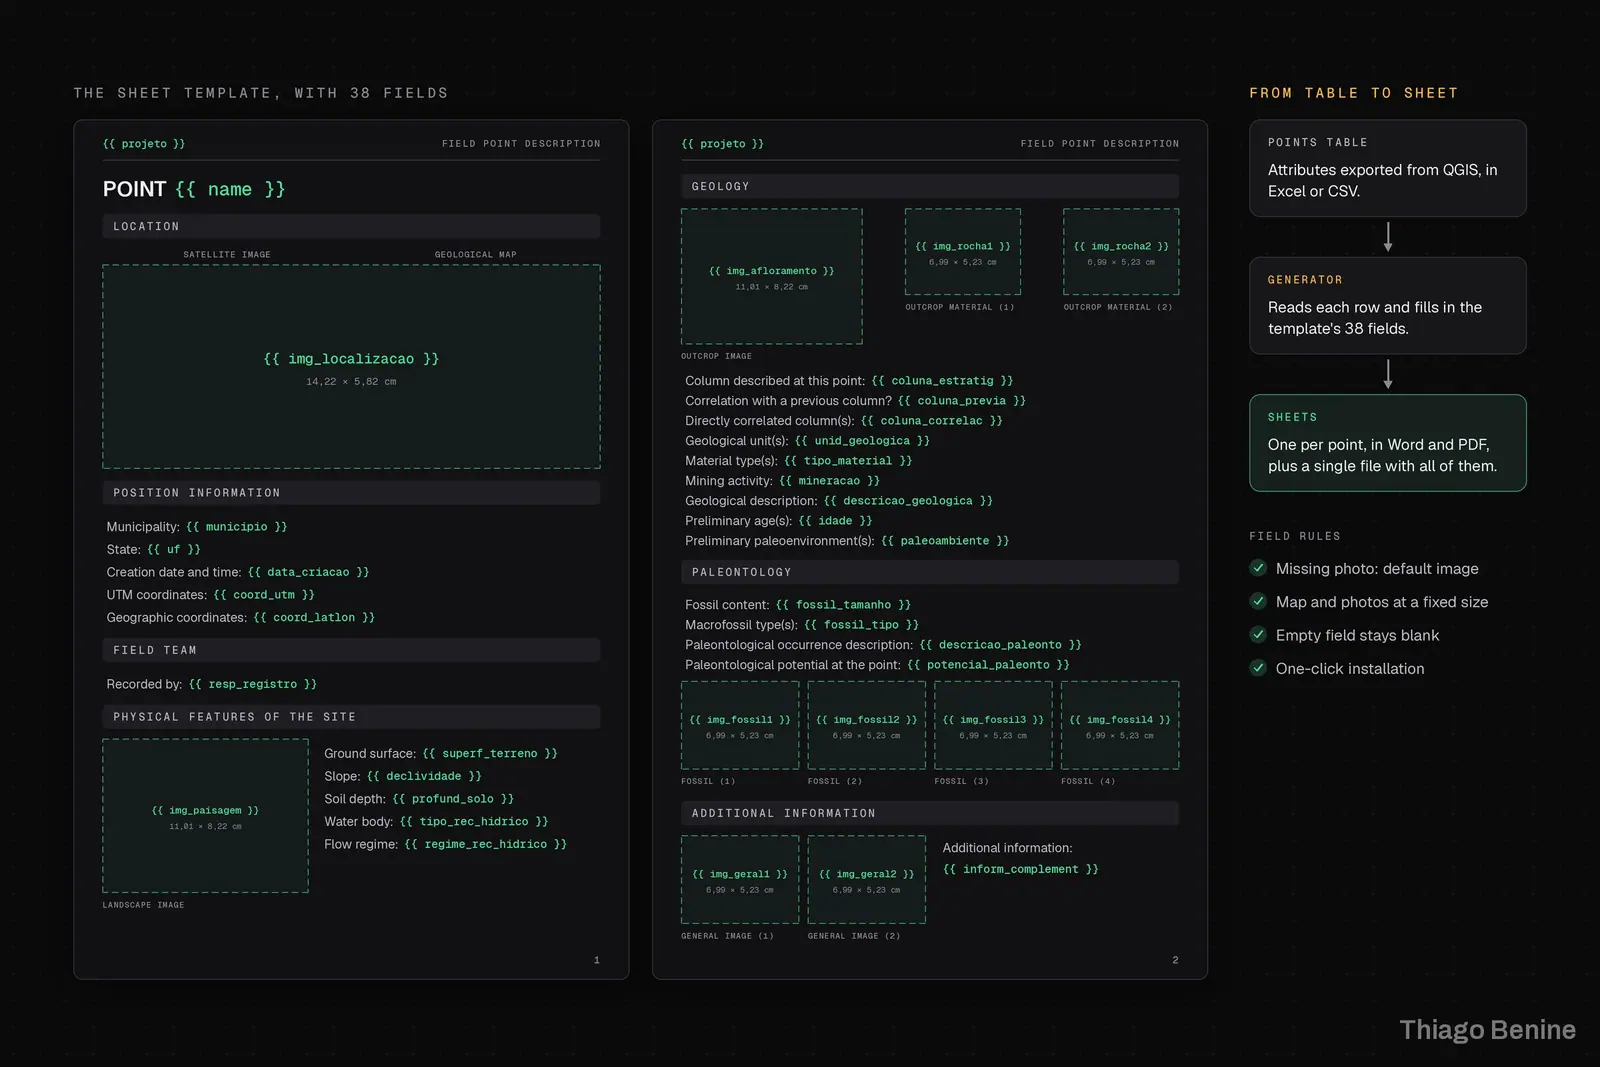 THE SHEET TEMPLATE, WITH 38 FIELDS
{{ projeto }}
FIELD POINT DESCRIPTION
POINT {{ name }}
LOCATION
SATELLITE IMAGE
GEOLOGICAL MAP
{{ img_localizacao }}
14,22 × 5,82 cm
POSITION INFORMATION
Municipality: {{ municipio }}
State: {{ uf }}
Creation date and time: {{ data_criacao }}
UTM coordinates: {{ coord_utm }}
Geographic coordinates: {{ coord_latlon }}
FIELD TEAM
Recorded by: {{ resp_registro }}
PHYSICAL FEATURES OF THE SITE
{{ img_paisagem }}
11,01 × 8,22 cm
LANDSCAPE IMAGE
Ground surface: {{ superf_terreno }}
Slope: {{ declividade }}
Soil depth: {{ profund_solo }}
Water body: {{ tipo_rec_hidrico }}
Flow regime: {{ regime_rec_hidrico }}
1
{{ projeto }}
FIELD POINT DESCRIPTION
GEOLOGY
{{ img_afloramento }}
11,01 × 8,22 cm
OUTCROP IMAGE
{{ img_rocha1 }}
6,99 × 5,23 cm
OUTCROP MATERIAL (1)
{{ img_rocha2 }}
6,99 × 5,23 cm
OUTCROP MATERIAL (2)
Column described at this point: {{ coluna_estratig }}
Correlation with a previous column? {{ coluna_previa }}
Directly correlated column(s): {{ coluna_correlac }}
Geological unit(s): {{ unid_geologica }}
Material type(s): {{ tipo_material }}
Mining activity: {{ mineracao }}
Geological description: {{ descricao_geologica }}
Preliminary age(s): {{ idade }}
Preliminary paleoenvironment(s): {{ paleoambiente }}
PALEONTOLOGY
Fossil content: {{ fossil_tamanho }}
Macrofossil type(s): {{ fossil_tipo }}
Paleontological occurrence description: {{ descricao_paleonto }}
Paleontological potential at the point: {{ potencial_paleonto }}
{{ img_fossil1 }}
6,99 × 5,23 cm
FOSSIL (1)
{{ img_fossil2 }}
6,99 × 5,23 cm
FOSSIL (2)
{{ img_fossil3 }}
6,99 × 5,23 cm
FOSSIL (3)
{{ img_fossil4 }}
6,99 × 5,23 cm
FOSSIL (4)
ADDITIONAL INFORMATION
{{ img_geral1 }}
6,99 × 5,23 cm
GENERAL IMAGE (1)
{{ img_geral2 }}
6,99 × 5,23 cm
GENERAL IMAGE (2)
Additional information:
{{ inform_complement }}
2
FROM TABLE TO SHEET
POINTS TABLE
Attributes exported from QGIS, in
Excel or CSV.
GENERATOR
Reads each row and fills in the
template's 38 fields.
SHEETS
One per point, in Word and PDF,
plus a single file with all of them.
FIELD RULES
Missing photo: default image
Map and photos at a fixed size
Empty field stays blank
One-click installation
Thiago Benine